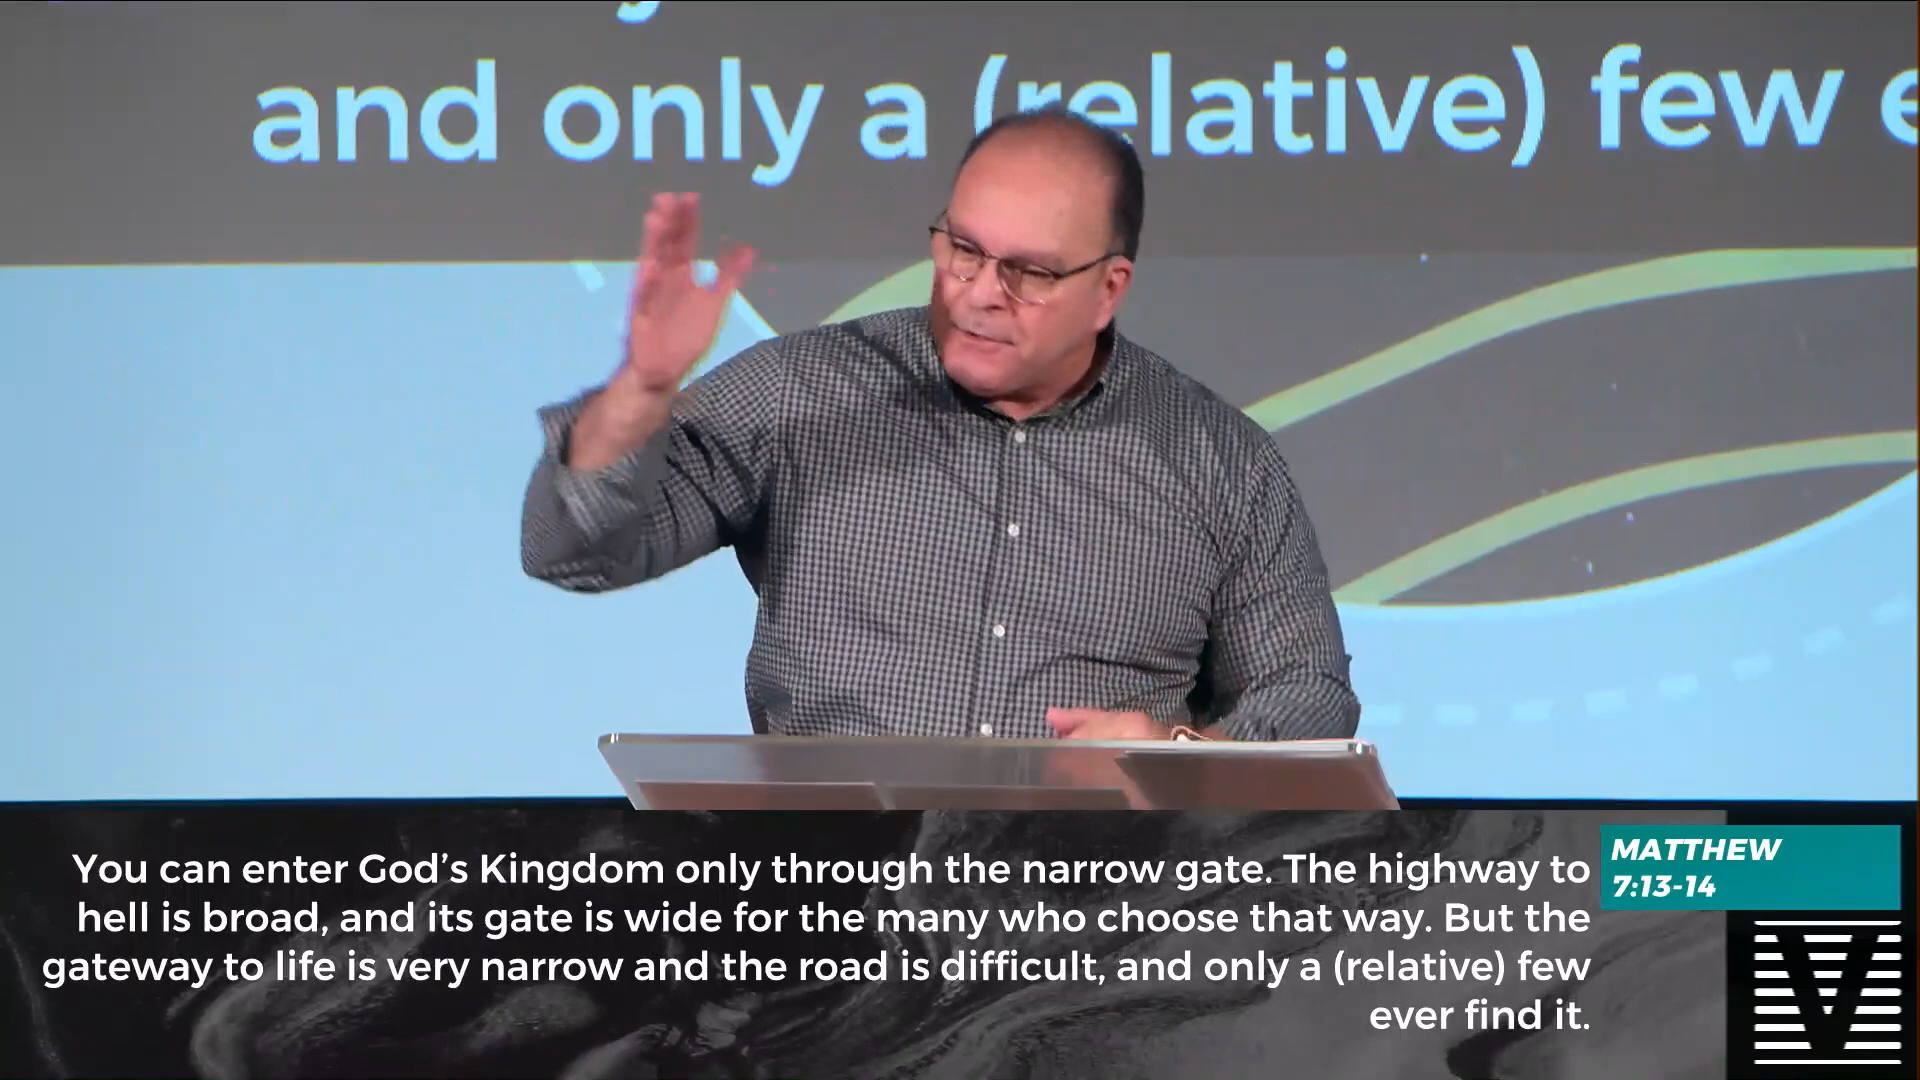 and only a (relative) few e
You can enter God’s Kingdom only through the narrow gate. The highway to
hell is broad, and its gate is wide for the many who choose that way. But the
gateway to life is very narrow and the road is difficult, and only a (relative) few
ever find it.
MATTHEW
7:13-14
V